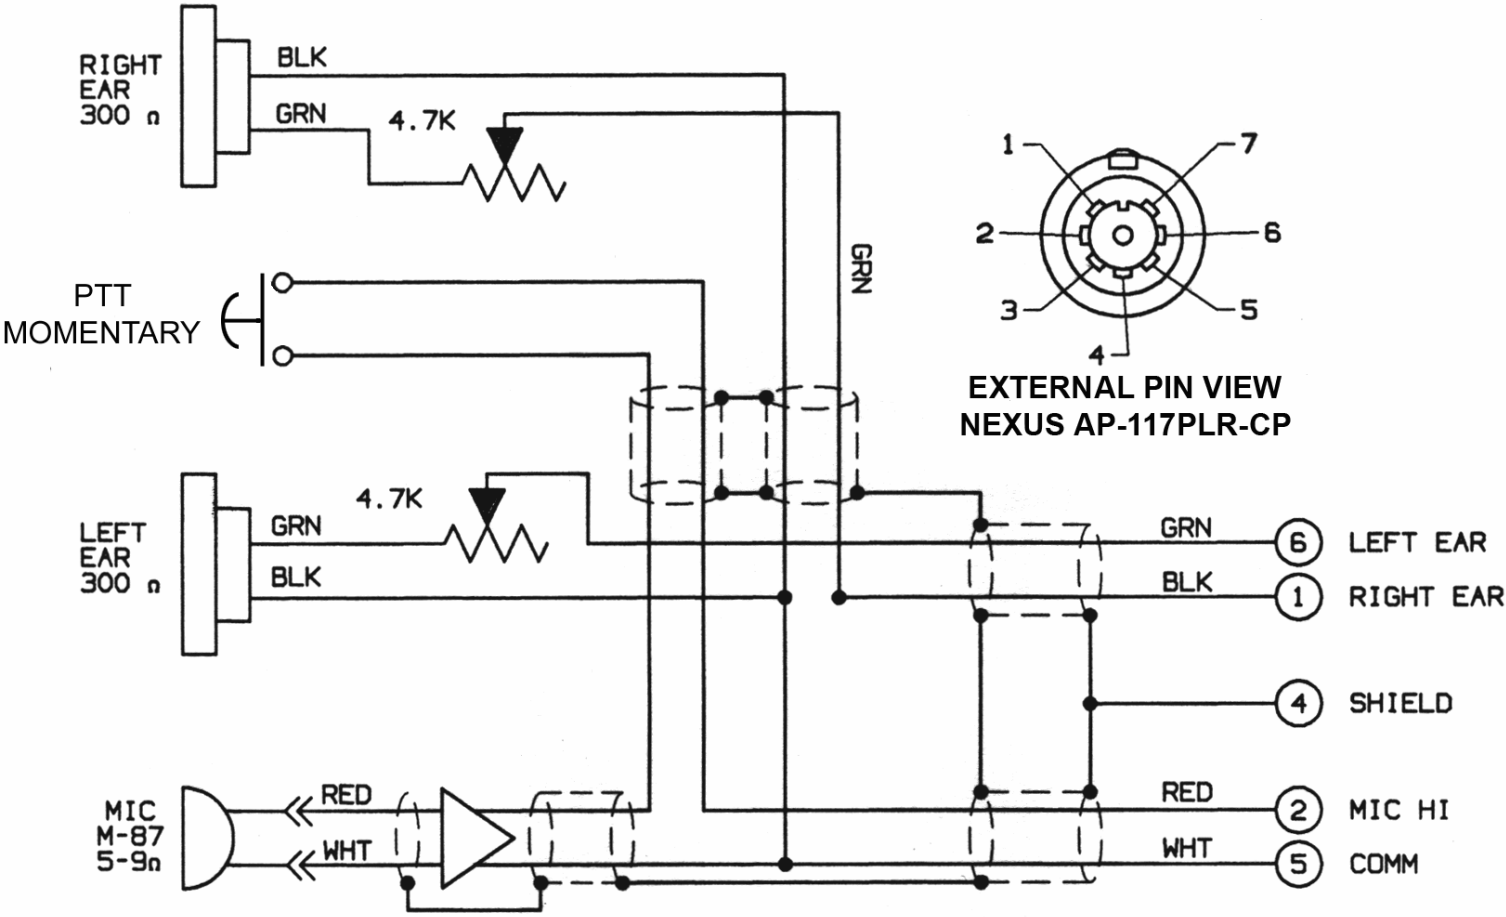 RIGHT
EAR
300 Ω
BLK
GRN
4.7K
GRN
PTT
MOMENTARY
1
7
2
6
3
5
4
EXTERNAL PIN VIEW
NEXUS AP-117PLR-CP
LEFT
EAR
300 Ω
4.7K
GRN
BLK
GRN
6 LEFT EAR
BLK
1 RIGHT EAR
4 SHIELD
MIC
M-87
5-9Ω
RED
WHT
RED
2 MIC HI
WHT
5 COMM